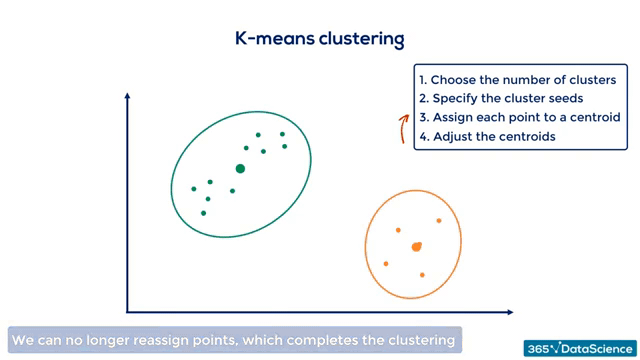 K-means clustering
1. Choose the number of clusters
2. Specify the cluster seeds
3. Assign each point to a centroid
4. Adjust the centroids
We can no longer reassign points, which completes the clustering
365 DataScience